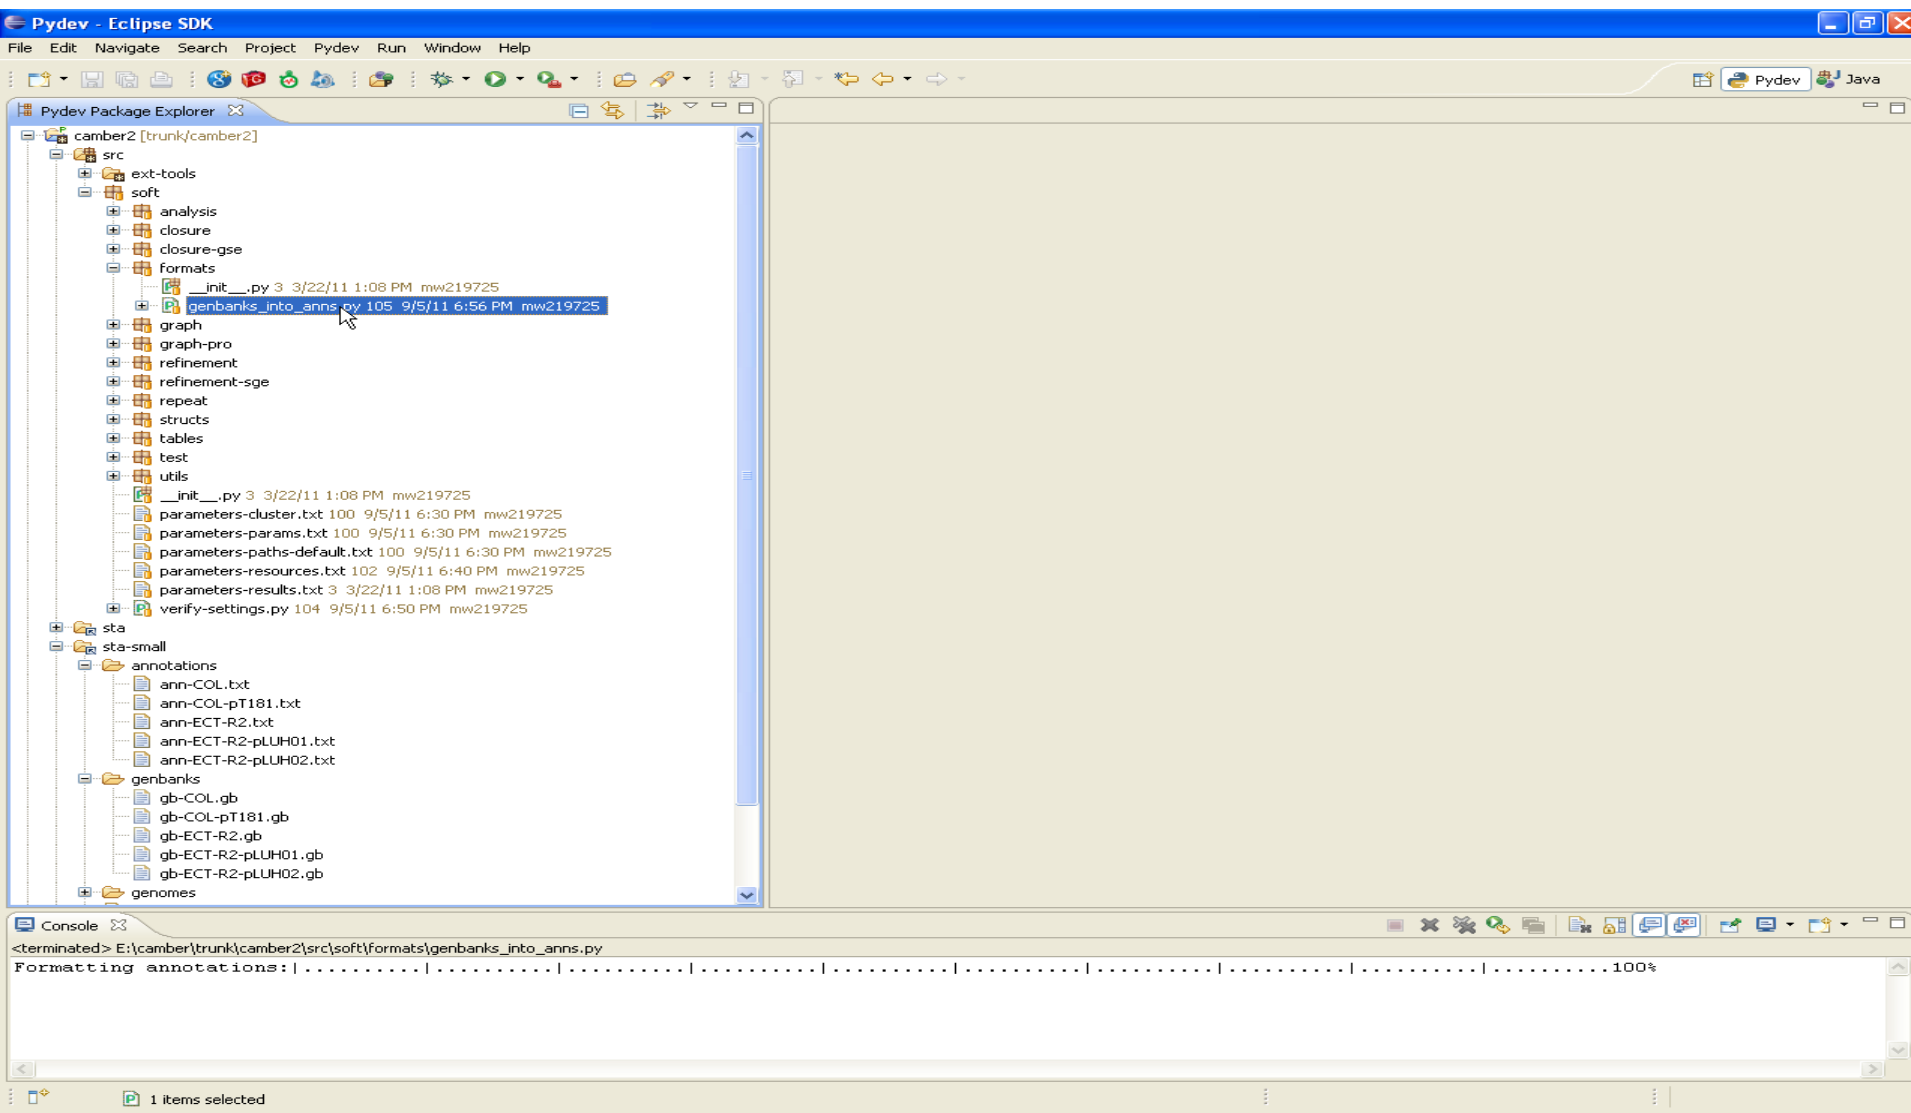 Pydev - Eclipse SDK
File Edit Navigate Search Project Pydev Run Window Help
Pydev Java
Pydev Package Explorer
camber2 [trunk/camber2]
src
ext-tools
soft
analysis
closure
closure-gse
formats
__init__.py 3 3/22/11 1:08 PM mw219725
genbanks_into_anns.py 105 9/5/11 6:56 PM mw219725
graph
graph-pro
refinement
refinement-sge
repeat
structs
tables
test
utils
__init__.py 3 3/22/11 1:08 PM mw219725
parameters-cluster.txt 100 9/5/11 6:30 PM mw219725
parameters-params.txt 100 9/5/11 6:30 PM mw219725
parameters-paths-default.txt 100 9/5/11 6:30 PM mw219725
parameters-resources.txt 102 9/5/11 6:40 PM mw219725
parameters-results.txt 3 3/22/11 1:08 PM mw219725
verify-settings.py 104 9/5/11 6:50 PM mw219725
sta
sta-small
annotations
ann-COL.txt
ann-COL-pT181.txt
ann-ECT-R2.txt
ann-ECT-R2-pLUH01.txt
ann-ECT-R2-pLUH02.txt
genbanks
gb-COL.gb
gb-COL-pT181.gb
gb-ECT-R2.gb
gb-ECT-R2-pLUH01.gb
gb-ECT-R2-pLUH02.gb
genomes
Console
<terminated> E:\camber\trunk\camber2\src\soft\formats\genbanks_into_anns.py
Formatting annotations:|..........|..........|..........|..........|..........|..........|..........|..........|..........|..........100%
1 items selected